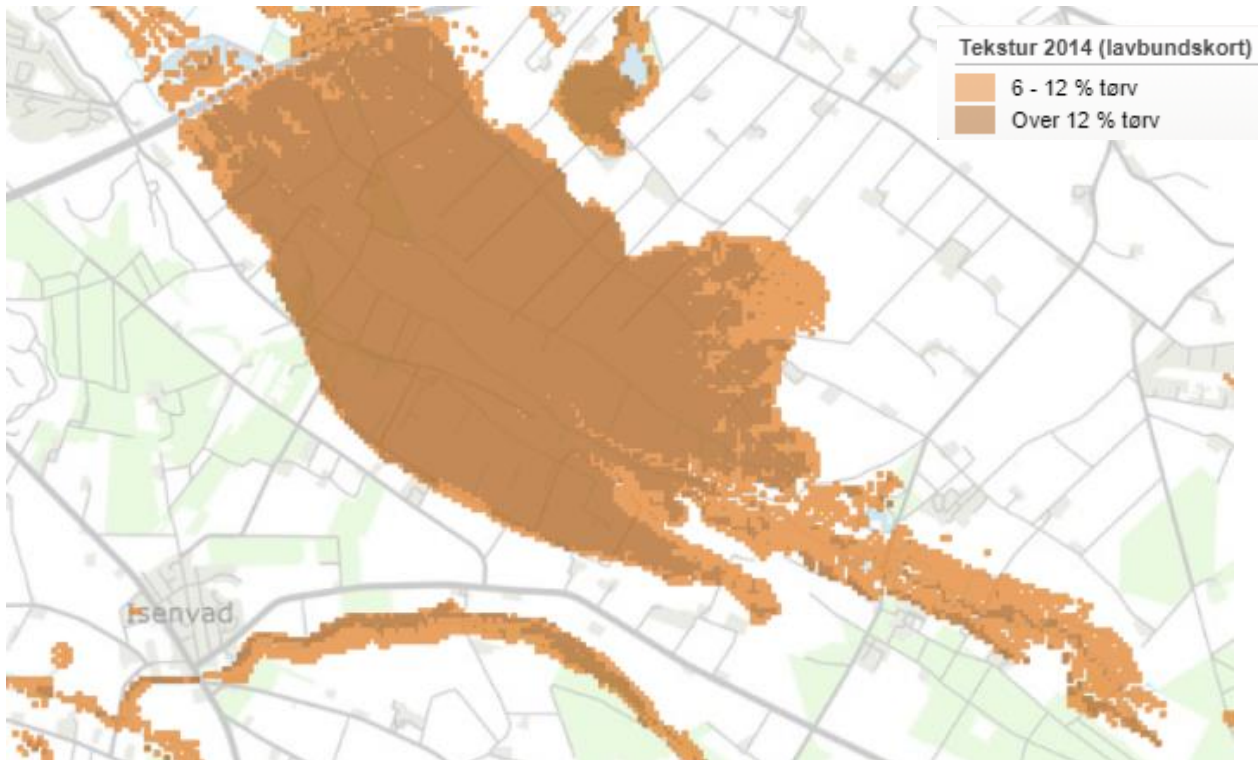 Tekstur 2014 (lavbundskort)
6 - 12 % tørv
Over 12 % tørv
Isenvad